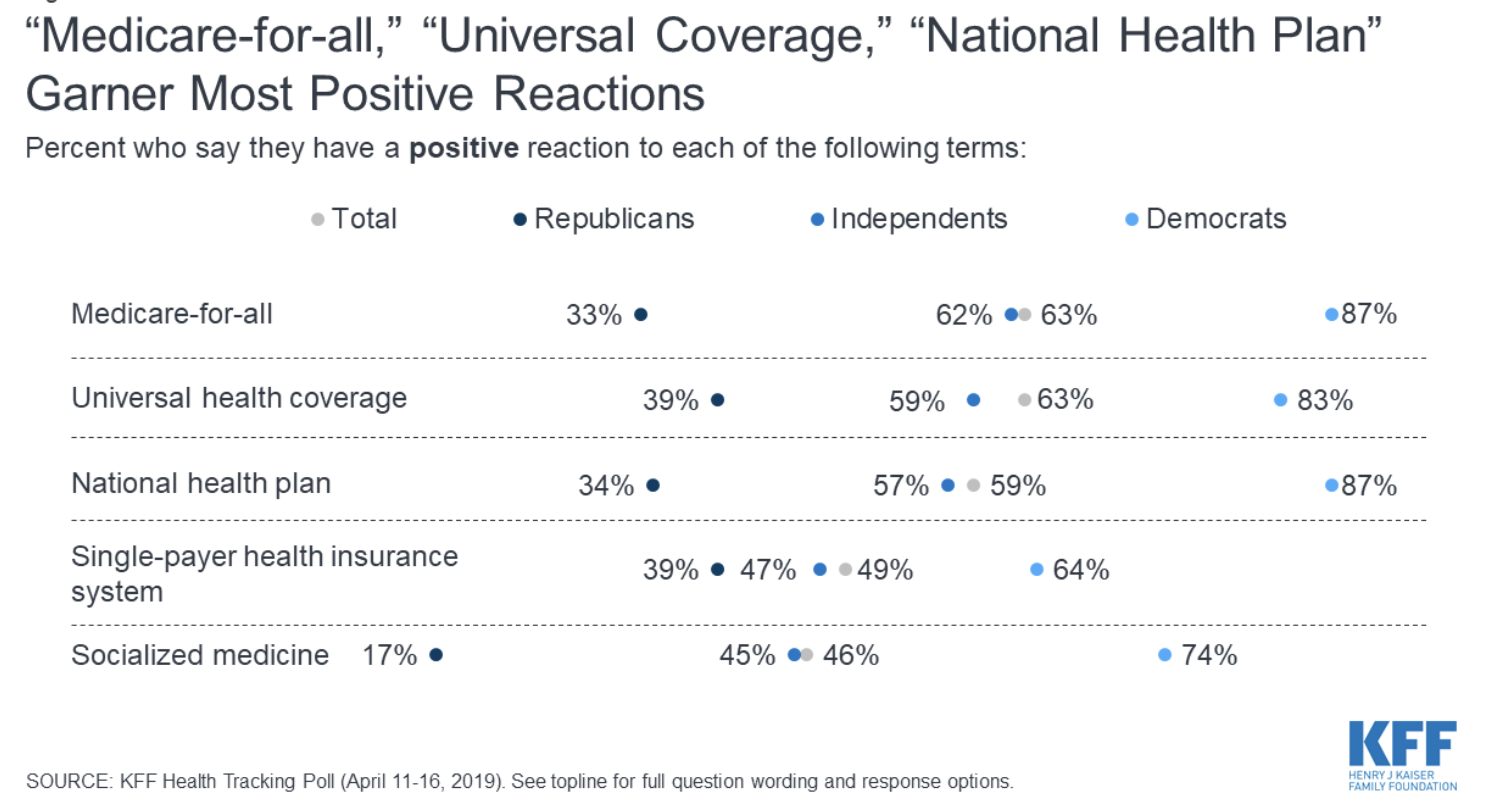 “Medicare-for-all,” “Universal Coverage,” “National Health Plan”
Garner Most Positive Reactions
Percent who say they have a positive reaction to each of the following terms:
Total Republicans Independents Democrats
Medicare-for-all 33% 62% 63% 87%
Universal health coverage 39% 59% 63% 83%
National health plan 34% 57% 59% 87%
Single-payer health insurance
system 39% 47% 49% 64%
Socialized medicine 17% 45% 46% 74%
KFF
HENRY J KAISER
FAMILY FOUNDATION
SOURCE: KFF Health Tracking Poll (April 11-16, 2019). See topline for full question wording and response options.